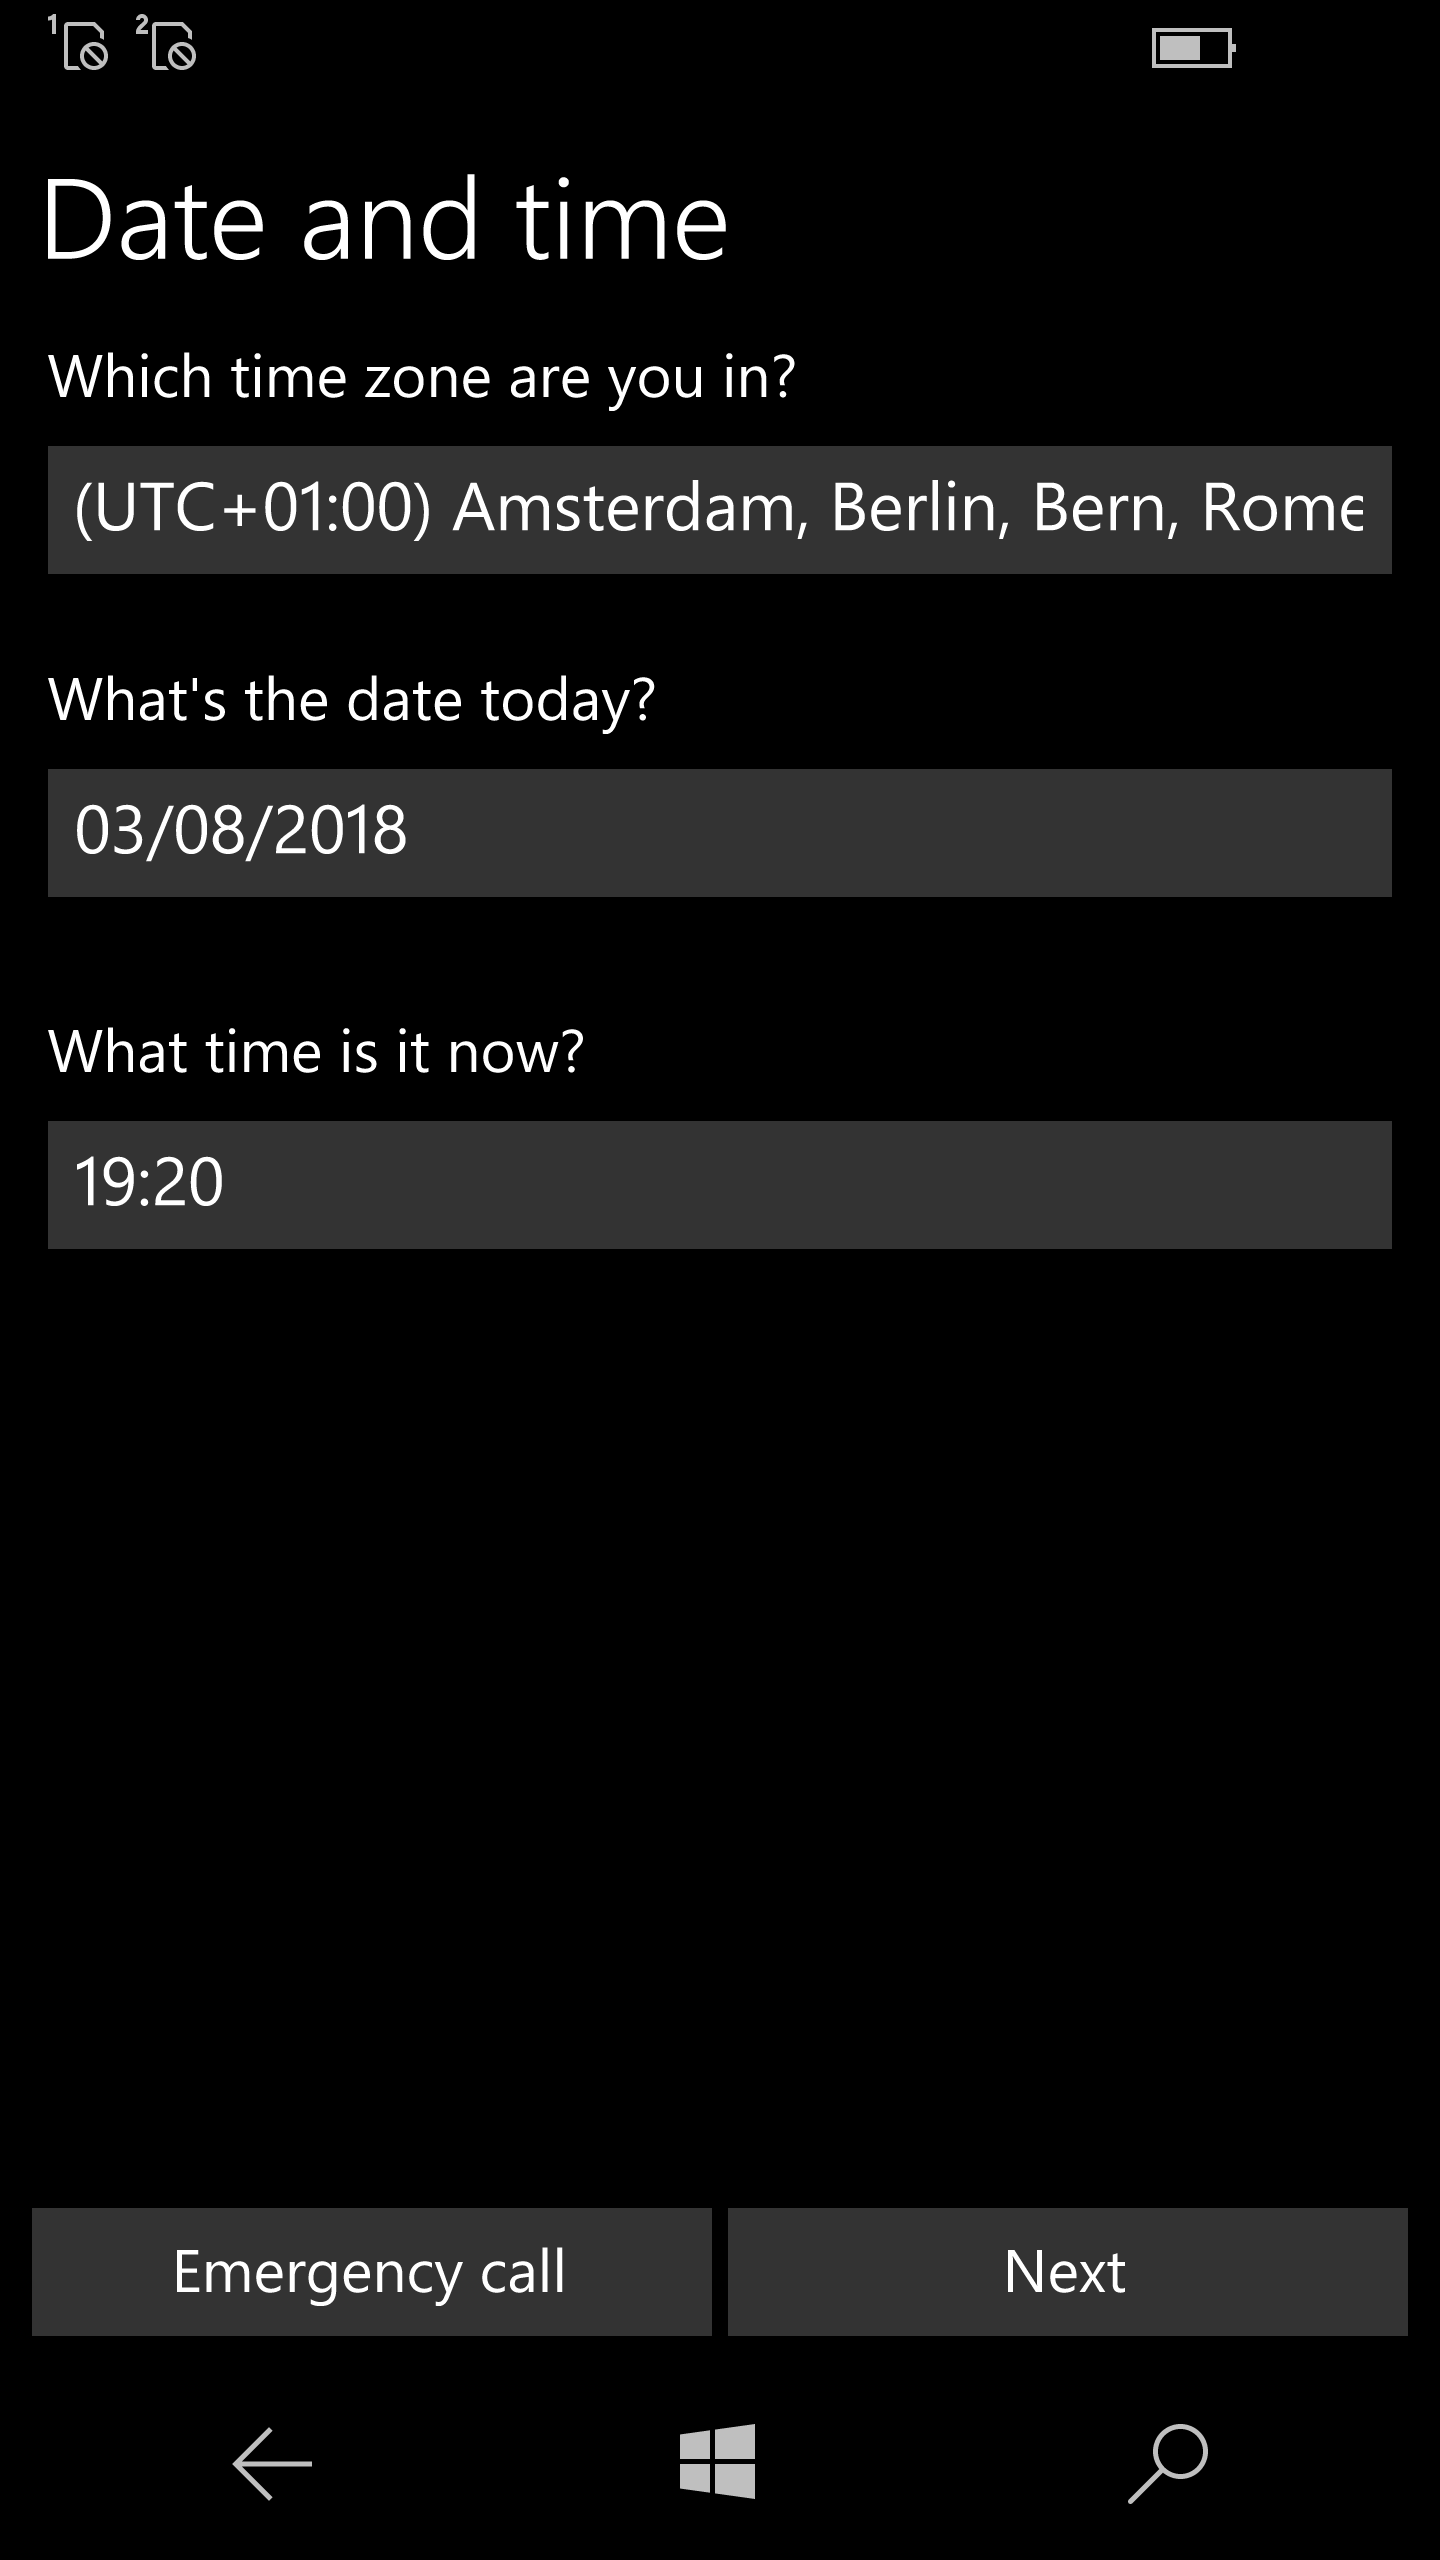 1 2
Date and time
Which time zone are you in?
(UTC+01:00) Amsterdam, Berlin, Bern, Rome
What's the date today?
03/08/2018
What time is it now?
19:20
Emergency call Next